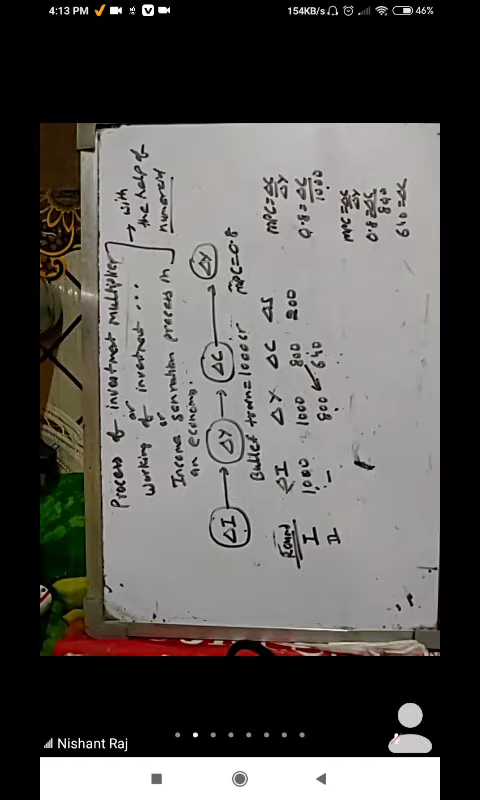 4:13 PM
154KB/s
46%
Process of investment multiplier
or
Working of investment ...
or
Income generation process in
an economy.
→ with
the help of
numerical
ΔI → ΔY → ΔC → ΔY
Bullet train = 1000 cr
MPC = 0.8
Round ΔI ΔY ΔC ΔS
I 1000 1000 800 200
II - 800 640
MPC = ΔC/ΔY
0.8 = ΔC/1000
MPC = ΔC/ΔY
0.8 = ΔC/800
640 = ΔC
Nishant Raj